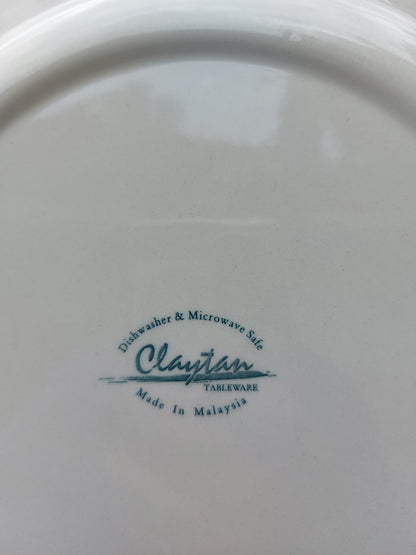 Dishwasher & Microwave Safe
Claytan
TABLEWARE
Made In Malaysia